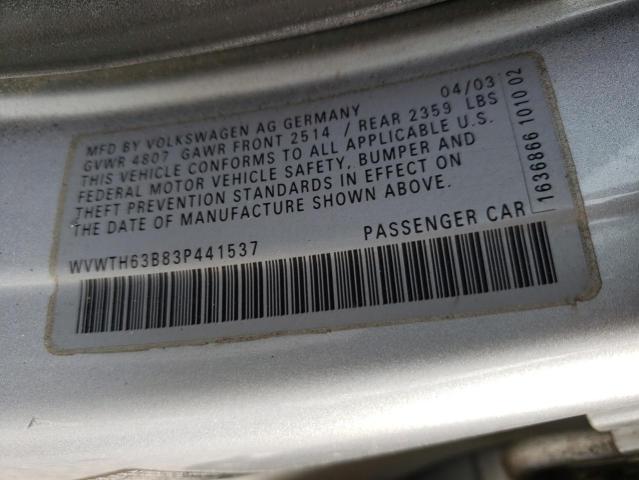 MFD BY VOLKSWAGEN AG GERMANY 04/03
GVWR 4807 GAWR FRONT 2514 / REAR 2359 LBS
THIS VEHICLE CONFORMS TO ALL APPLICABLE U.S.
FEDERAL MOTOR VEHICLE SAFETY, BUMPER AND
THEFT PREVENTION STANDARDS IN EFFECT ON
THE DATE OF MANUFACTURE SHOWN ABOVE.
WVWTH63B83P441537 PASSENGER CAR
1636866 1010 02